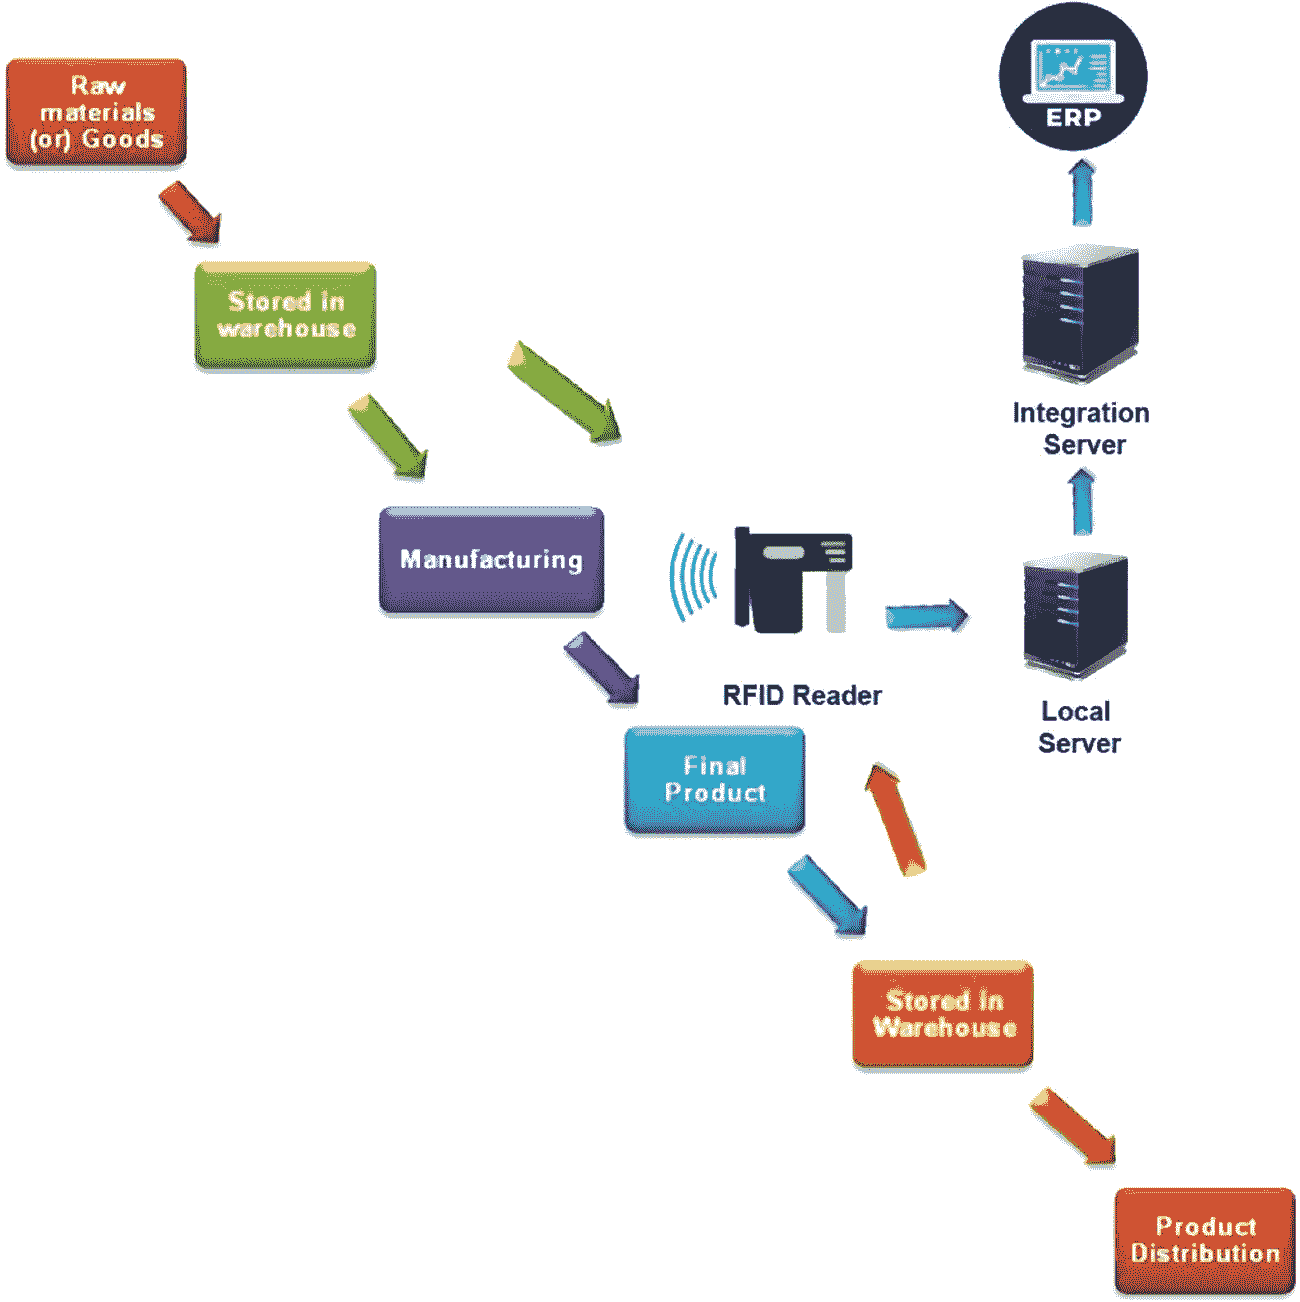 Raw
materials
(or) Goods
Stored in
warehouse
Manufacturing
Final
Product
Stored in
Warehouse
Product
Distribution
RFID Reader
Local
Server
Integration
Server
ERP